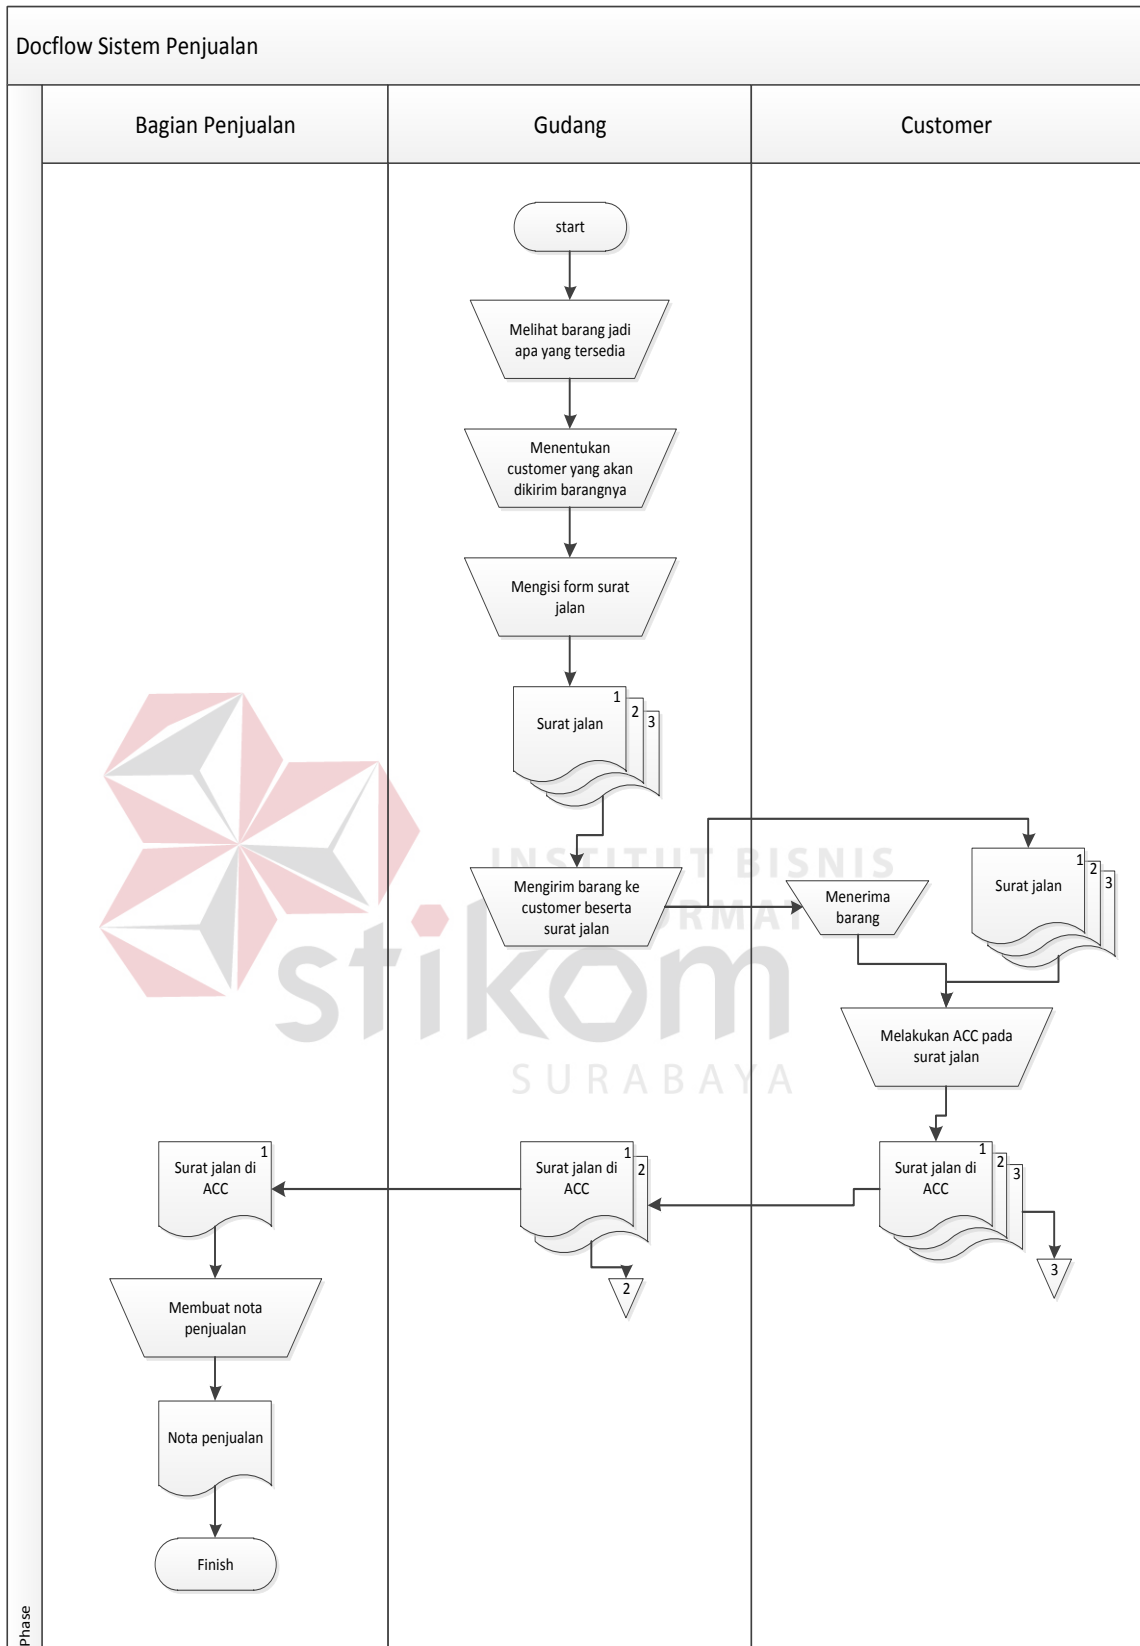 Docflow Sistem Penjualan
Bagian Penjualan
Gudang
Customer
start
Melihat barang jadi
apa yang tersedia
Menentukan
customer yang akan
dikirim barangnya
Mengisi form surat
jalan
Surat jalan
1
2
3
Mengirim barang ke
customer beserta
surat jalan
Menerima
barang
Surat jalan
1
2
3
Melakukan ACC pada
surat jalan
Surat jalan di
ACC
1
2
3
3
Surat jalan di
ACC
1
2
2
Surat jalan di
ACC
1
Membuat nota
penjualan
Nota penjualan
Finish
Phase
INSTITUT BISNIS
stikom
SURABAYA